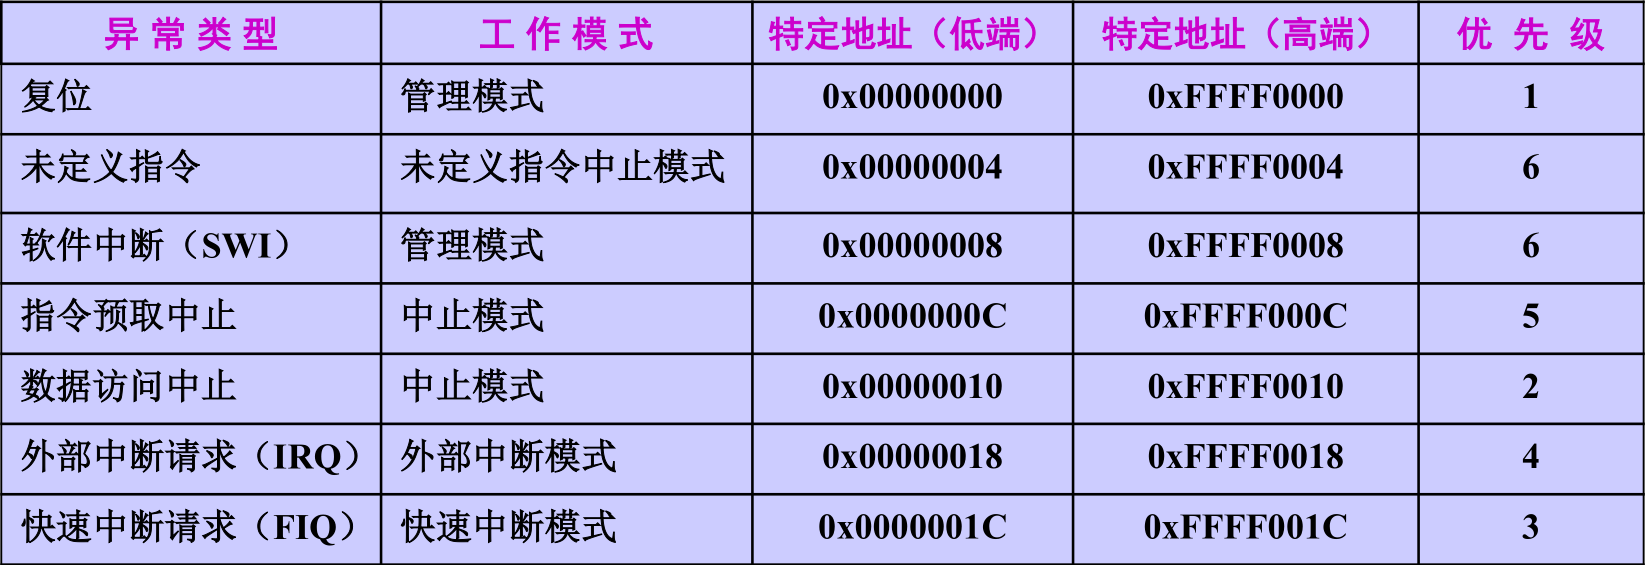 异常类型 工作模式 特定地址（低端） 特定地址（高端） 优先级
复位 管理模式 0x00000000 0xFFFF0000 1
未定义指令 未定义指令中止模式 0x00000004 0xFFFF0004 6
软件中断（SWI） 管理模式 0x00000008 0xFFFF0008 6
指令预取中止 中止模式 0x0000000C 0xFFFF000C 5
数据访问中止 中止模式 0x00000010 0xFFFF0010 2
外部中断请求（IRQ） 外部中断模式 0x00000018 0xFFFF0018 4
快速中断请求（FIQ） 快速中断模式 0x0000001C 0xFFFF001C 3